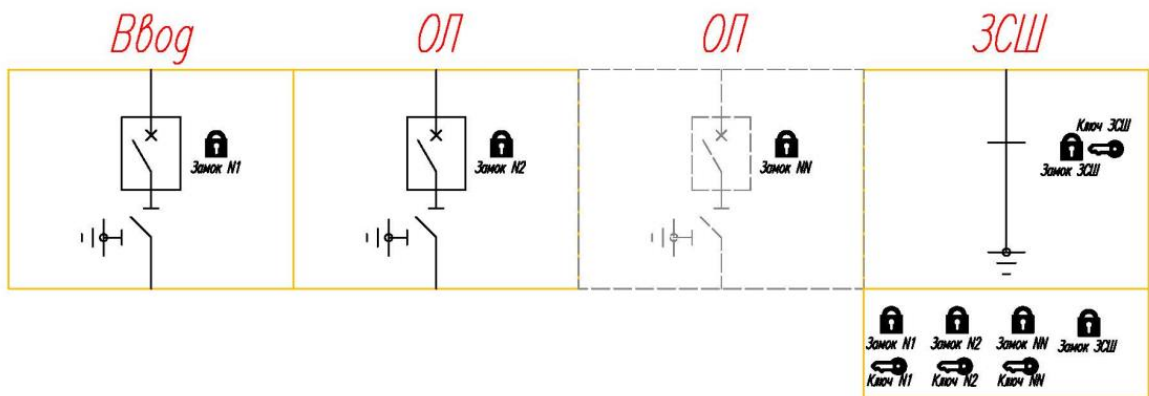 Ввод
ОЛ
ОЛ
ЗСШ
Замок N1
Замок N2
Замок NN
Ключ ЗСШ
Замок ЗСШ
Замок N1
Замок N2
Замок NN
Замок ЗСШ
Ключ N1
Ключ N2
Ключ NN